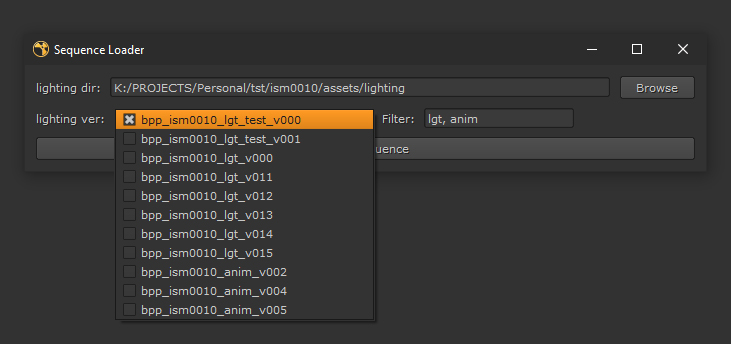 Sequence Loader
lighting dir: K:/PROJECTS/Personal/tst/ism0010/assets/lighting Browse
lighting ver: bpp_ism0010_lgt_test_v000 Filter: lgt, anim
bpp_ism0010_lgt_test_v001
uence
bpp_ism0010_lgt_v000
bpp_ism0010_lgt_v011
bpp_ism0010_lgt_v012
bpp_ism0010_lgt_v013
bpp_ism0010_lgt_v014
bpp_ism0010_lgt_v015
bpp_ism0010_anim_v002
bpp_ism0010_anim_v004
bpp_ism0010_anim_v005